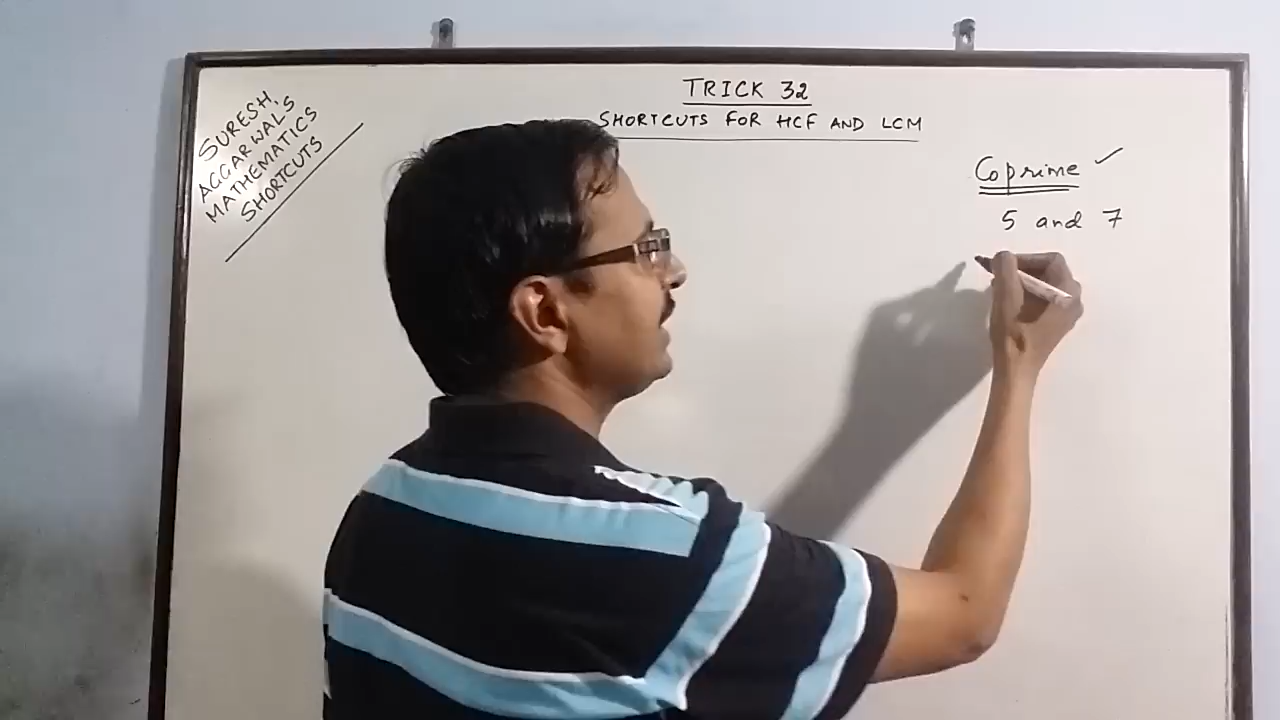 SURESH
AGGARWAL'S
MATHEMATICS
SHORTCUTS
TRICK 32
SHORTCUTS FOR HCF AND LCM
Coprime ✓
5 and 7